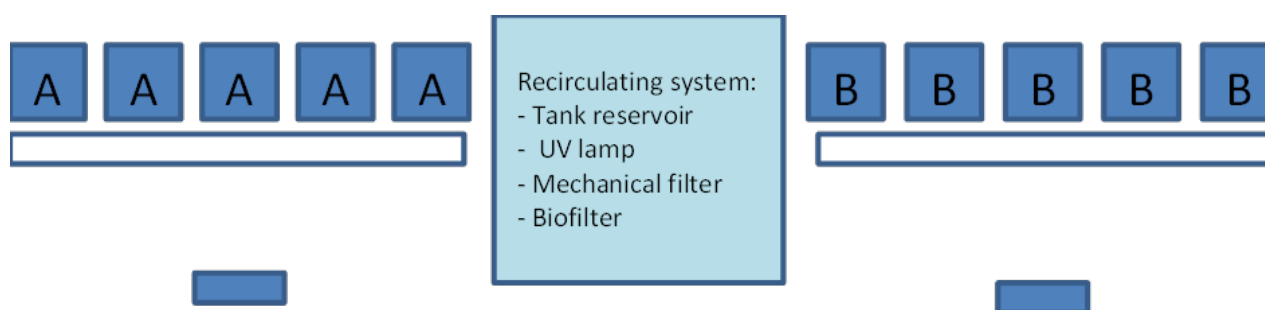 A A A A A
Recirculating system:
- Tank reservoir
- UV lamp
- Mechanical filter
- Biofilter
B B B B B